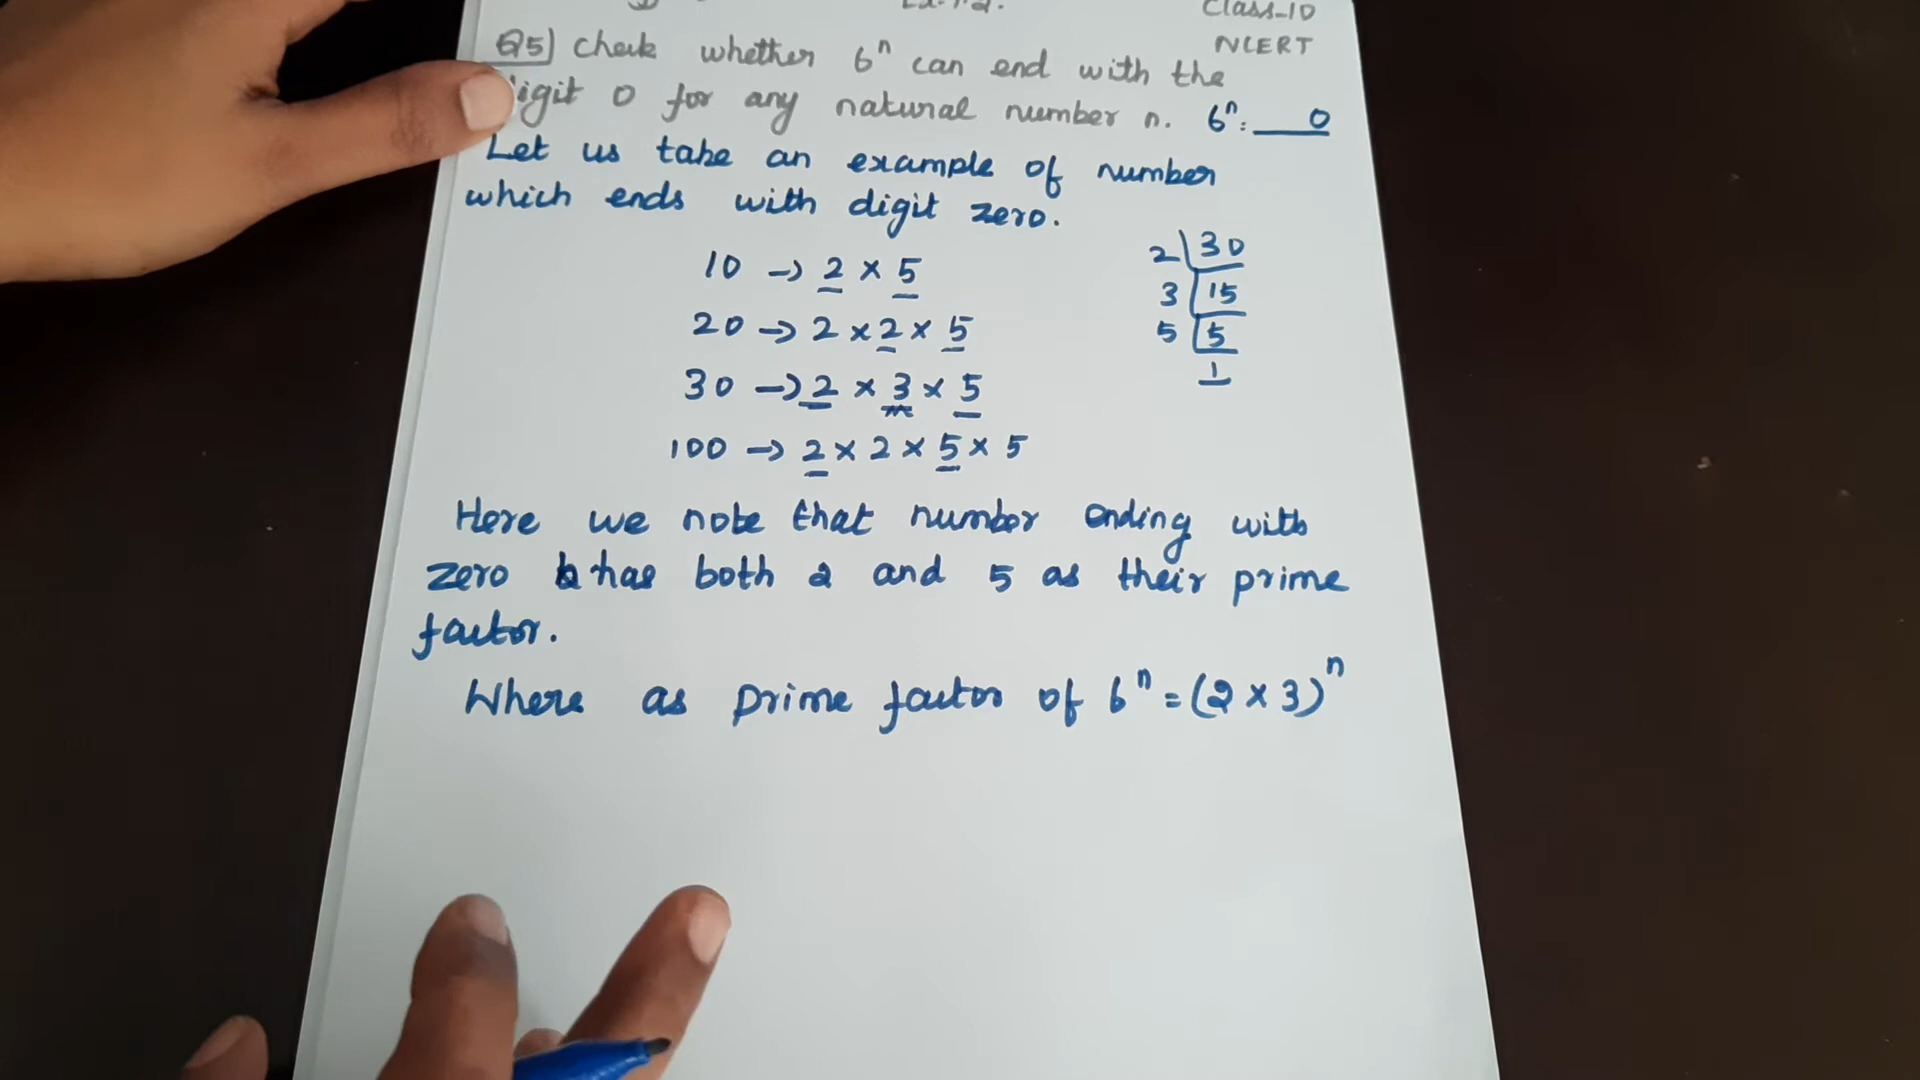 Class-10
NCERT
Q5) Check whether 6ⁿ can end with the
digit 0 for any natural number n. 6ⁿ: ___0
Let us take an example of number
which ends with digit zero.
10 → 2 × 5
20 → 2 × 2 × 5
30 → 2 × 3 × 5
100 → 2 × 2 × 5 × 5
2 | 30
3 | 15
5 | 5
1
Here we note that number ending with
zero has both 2 and 5 as their prime
factor.
Where as prime factor of 6ⁿ = (2 × 3)ⁿ